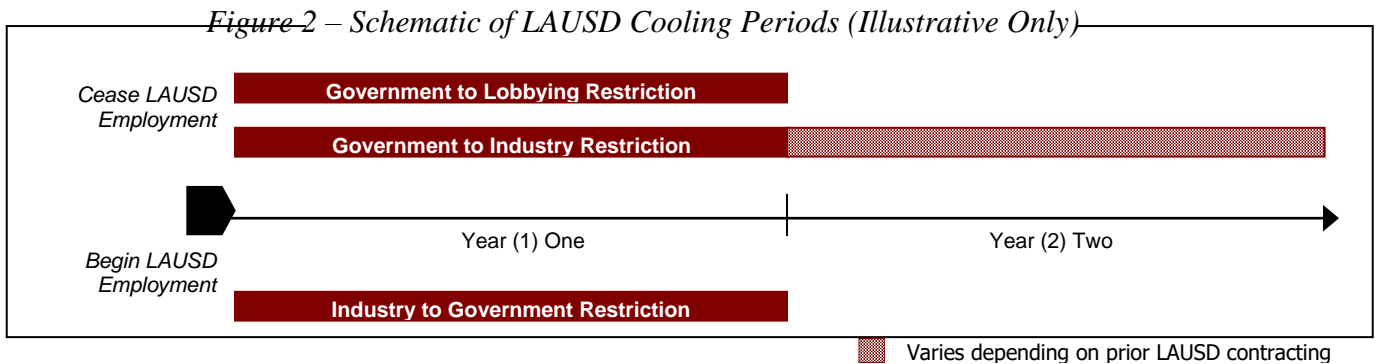 Figure 2 – Schematic of LAUSD Cooling Periods (Illustrative Only)
Cease LAUSD
Employment
Government to Lobbying Restriction
Government to Industry Restriction
Year (1) One
Year (2) Two
Begin LAUSD
Employment
Industry to Government Restriction
Varies depending on prior LAUSD contracting